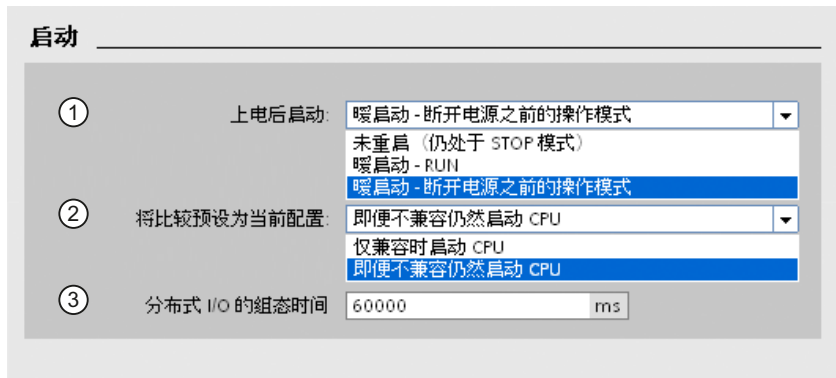 启动
① 上电后启动: 暖启动 - 断开电源之前的操作模式
未重启（仍处于 STOP 模式）
暖启动 - RUN
暖启动 - 断开电源之前的操作模式
② 将比较预设为当前配置: 即便不兼容仍然启动 CPU
仅兼容时启动 CPU
即便不兼容仍然启动 CPU
③ 分布式 I/O 的组态时间 60000 ms